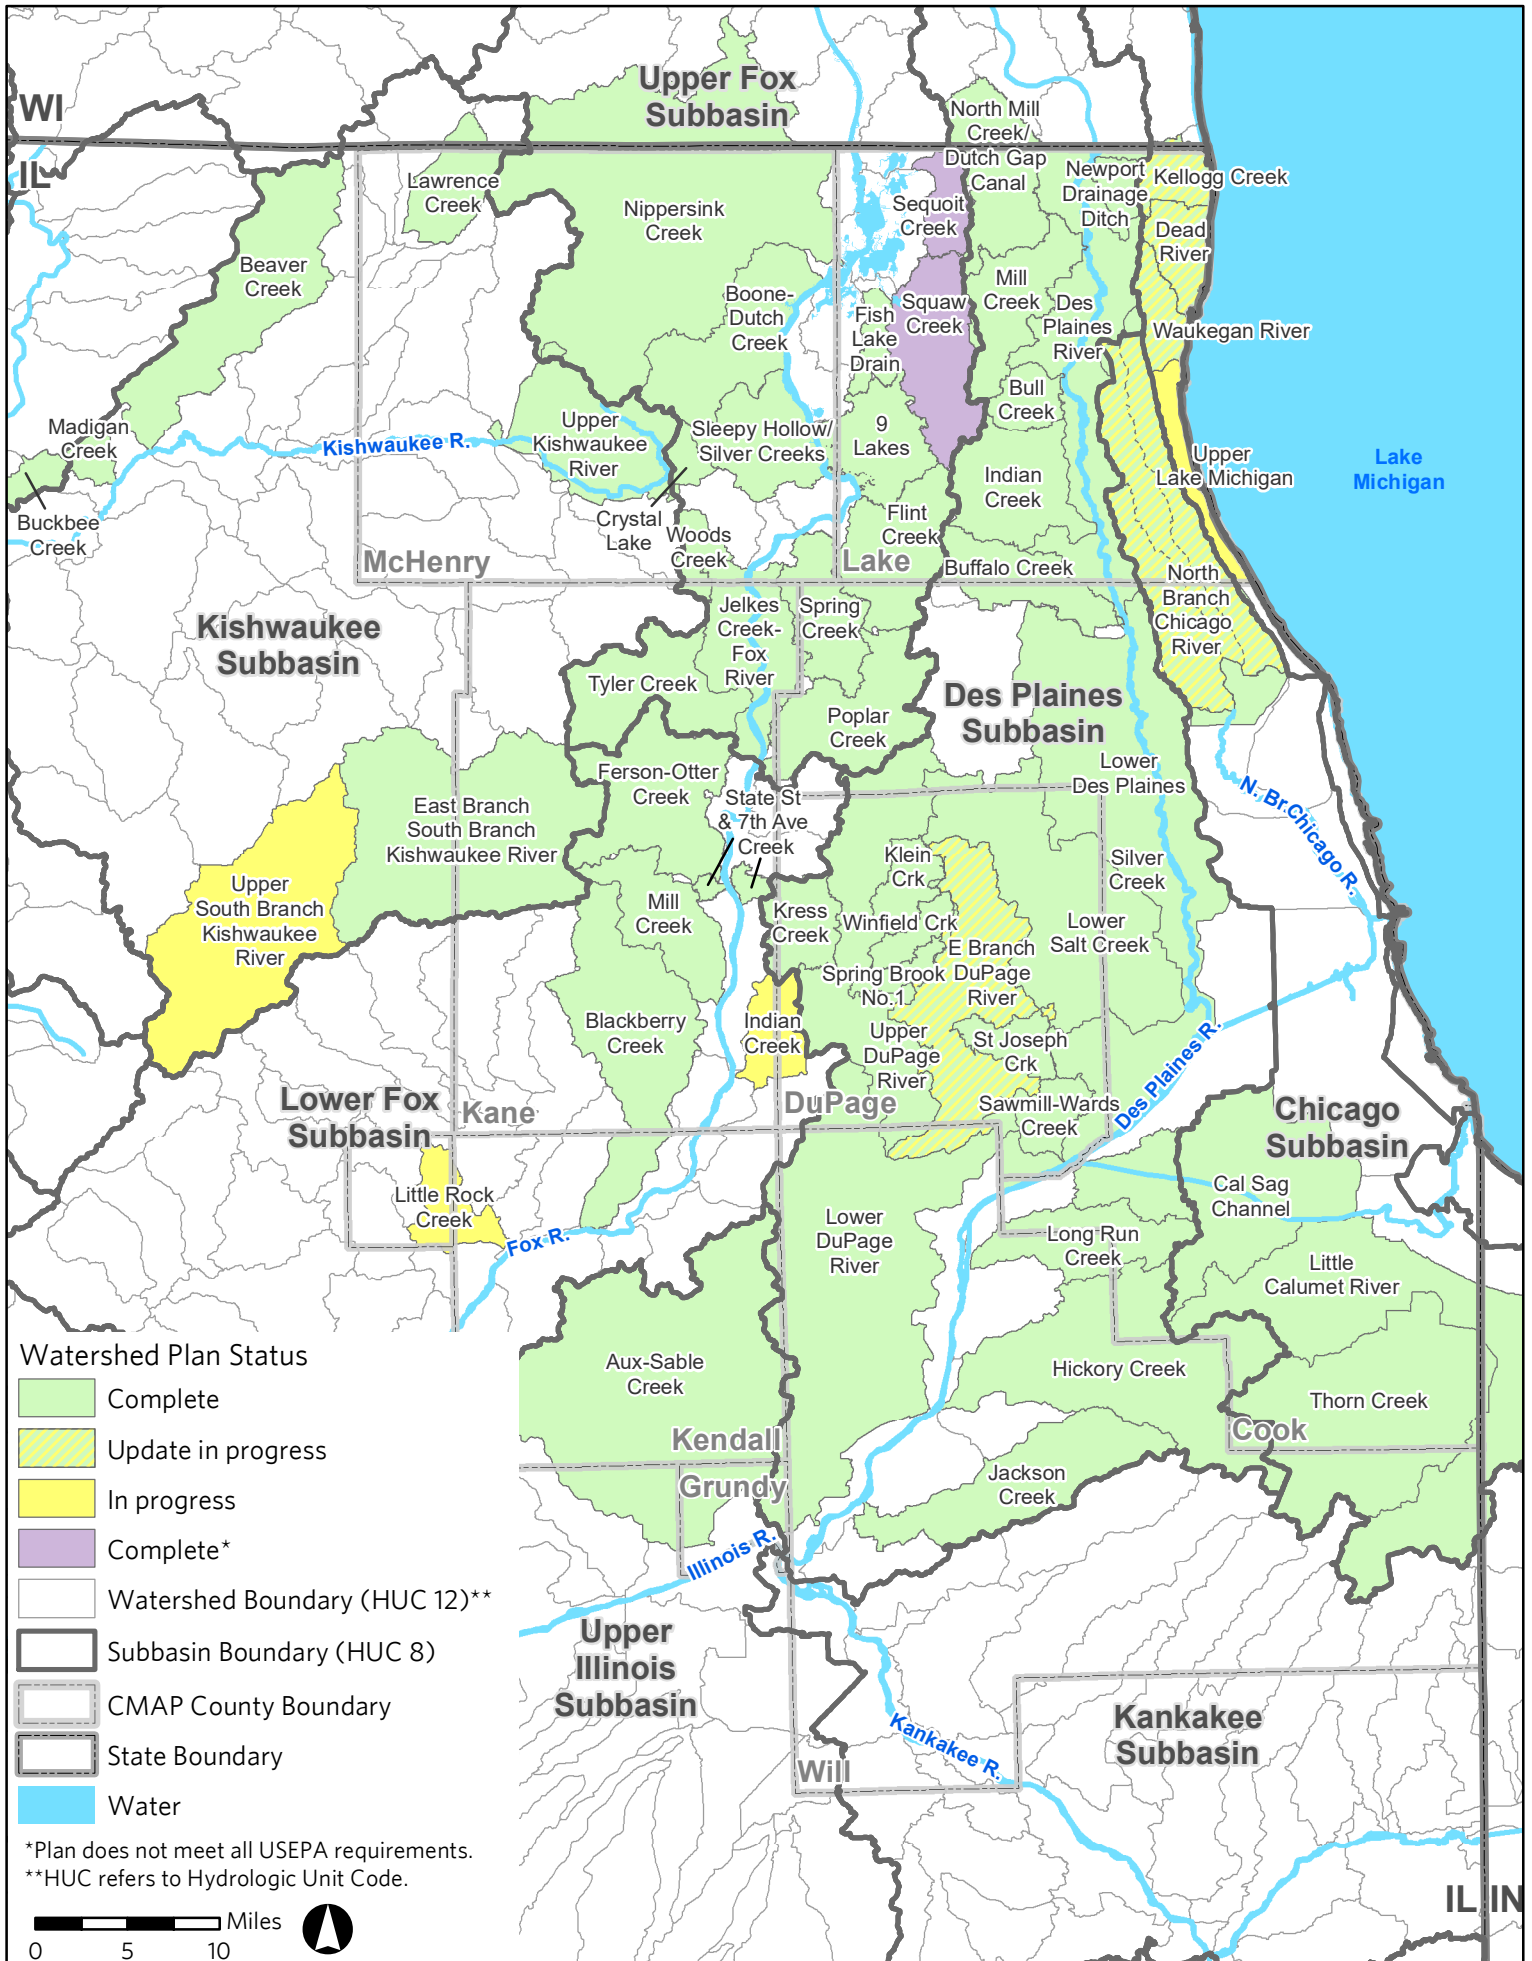 WI
IL
Upper Fox
Subbasin
North Mill
Creek/
Dutch Gap
Canal
Newport
Drainage
Ditch
Kellogg Creek
Lawrence
Creek
Nippersink
Creek
Sequoit
Creek
Dead
River
Beaver
Creek
Boone-
Dutch
Creek
Fish
Lake
Drain
Squaw
Creek
Mill
Creek
Des
Plaines
River
Waukegan River
Bull
Creek
Madigan
Creek
Kishwaukee R.
Upper
Kishwaukee
River
Sleepy Hollow/
Silver Creeks
9
Lakes
Indian
Creek
Upper
Lake Michigan
Lake
Michigan
Buckbee
Creek
Crystal
Lake
Woods
Creek
Flint
Creek
McHenry
Lake
Buffalo Creek
North
Branch
Chicago
River
Kishwaukee
Subbasin
Jelkes
Creek-
Fox
River
Spring
Creek
Tyler Creek
Poplar
Creek
Des Plaines
Subbasin
Ferson-Otter
Creek
State St
& 7th Ave
Creek
Lower
Des Plaines
N. Br.Chicago R.
East Branch
South Branch
Kishwaukee River
Klein
Crk
Silver
Creek
Upper
South Branch
Kishwaukee
River
Mill
Creek
Kress
Creek
Winfield Crk
Lower
Salt Creek
E Branch
DuPage
River
Spring Brook
No.1
Blackberry
Creek
Indian
Creek
Upper
DuPage
River
St Joseph
Crk
Des Plaines R.
Lower Fox
Subbasin
Kane
DuPage
Sawmill-Wards
Creek
Chicago
Subbasin
Little Rock
Creek
Fox R.
Lower
DuPage
River
Cal Sag
Channel
Long Run
Creek
Little
Calumet River
Aux-Sable
Creek
Hickory Creek
Thorn Creek
Kendall
Cook
Grundy
Jackson
Creek
Illinois R.
Upper
Illinois
Subbasin
Kankakee R.
Kankakee
Subbasin
Will
IL
IN
Watershed Plan Status
Complete
Update in progress
In progress
Complete*
Watershed Boundary (HUC 12)**
Subbasin Boundary (HUC 8)
CMAP County Boundary
State Boundary
Water
*Plan does not meet all USEPA requirements.
**HUC refers to Hydrologic Unit Code.
Miles
0 5 10